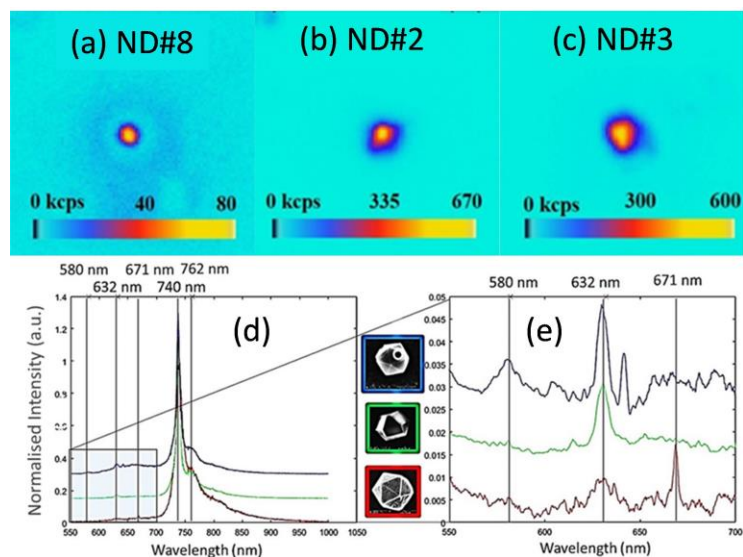 (a) ND#8
(b) ND#2
(c) ND#3
0 kcps 40 80
0 kcps 335 670
0 kcps 300 600
580 nm 671 nm 762 nm
632 nm 740 nm
580 nm 632 nm 671 nm
(d)
(e)
Normalised Intensity (a.u.)
1.4
1.2
1
0.4
0.2
0
550 600 650 700 750 800 850 900 950 1000 1050
Wavelength (nm)
0.05
0.045
0.04
0.035
0.03
0.025
0.02
0.015
0.01
0.005
0
550 600 650 700
Wavelength (nm)